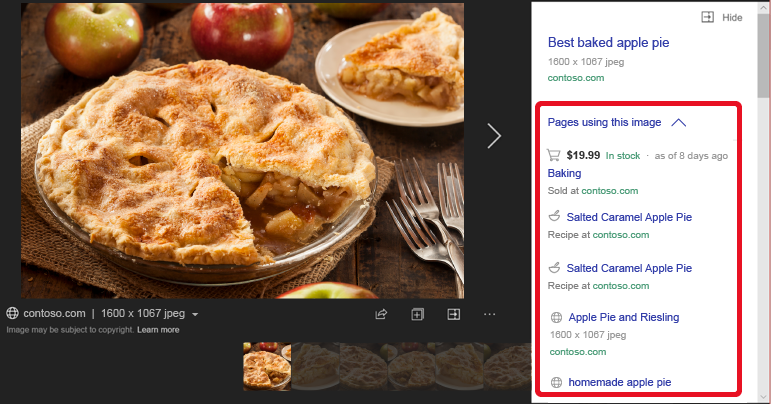 Hide
Best baked apple pie
1600 x 1067 jpeg
contoso.com
Pages using this image
$19.99 In stock · as of 8 days ago
Baking
Sold at contoso.com
Salted Caramel Apple Pie
Recipe at contoso.com
Salted Caramel Apple Pie
Recipe at contoso.com
Apple Pie and Riesling
1600 x 1067 jpeg
contoso.com
homemade apple pie
contoso.com | 1600 x 1067 jpeg
Image may be subject to copyright. Learn more